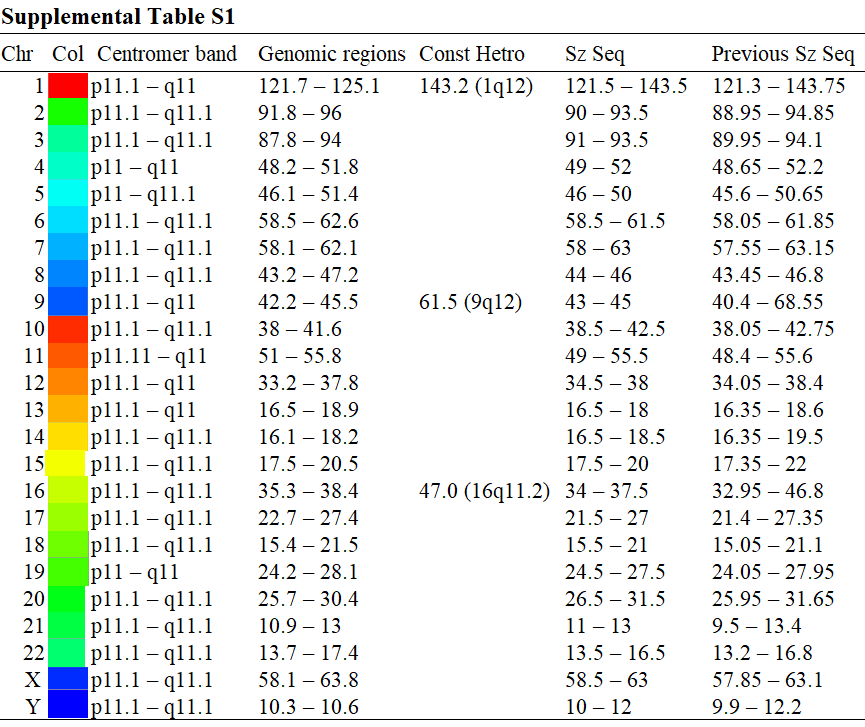 Supplemental Table S1
Chr Col Centromer band Genomic regions Const Hetro Sz Seq Previous Sz Seq
1 p11.1 – q11 121.7 – 125.1 143.2 (1q12) 121.5 – 143.5 121.3 – 143.75
2 p11.1 – q11.1 91.8 – 96 90 – 93.5 88.95 – 94.85
3 p11.1 – q11.1 87.8 – 94 91 – 93.5 89.95 – 94.1
4 p11 – q11 48.2 – 51.8 49 – 52 48.65 – 52.2
5 p11 – q11.1 46.1 – 51.4 46 – 50 45.6 – 50.65
6 p11.1 – q11.1 58.5 – 62.6 58.5 – 61.5 58.05 – 61.85
7 p11.1 – q11.1 58.1 – 62.1 58 – 63 57.55 – 63.15
8 p11.1 – q11.1 43.2 – 47.2 44 – 46 43.45 – 46.8
9 p11.1 – q11 42.2 – 45.5 61.5 (9q12) 43 – 45 40.4 – 68.55
10 p11.1 – q11.1 38 – 41.6 38.5 – 42.5 38.05 – 42.75
11 p11.11 – q11 51 – 55.8 49 – 55.5 48.4 – 55.6
12 p11.1 – q11 33.2 – 37.8 34.5 – 38 34.05 – 38.4
13 p11.1 – q11 16.5 – 18.9 16.5 – 18 16.35 – 18.6
14 p11.1 – q11.1 16.1 – 18.2 16.5 – 18.5 16.35 – 19.5
15 p11.1 – q11.1 17.5 – 20.5 17.5 – 20 17.35 – 22
16 p11.1 – q11.1 35.3 – 38.4 47.0 (16q11.2) 34 – 37.5 32.95 – 46.8
17 p11.1 – q11.1 22.7 – 27.4 21.5 – 27 21.4 – 27.35
18 p11.1 – q11.1 15.4 – 21.5 15.5 – 21 15.05 – 21.1
19 p11 – q11 24.2 – 28.1 24.5 – 27.5 24.05 – 27.95
20 p11.1 – q11.1 25.7 – 30.4 26.5 – 31.5 25.95 – 31.65
21 p11.1 – q11.1 10.9 – 13 11 – 13 9.5 – 13.4
22 p11.1 – q11.1 13.7 – 17.4 13.5 – 16.5 13.2 – 16.8
X p11.1 – q11.1 58.1 – 63.8 58.5 – 63 57.85 – 63.1
Y p11.1 – q11.1 10.3 – 10.6 10 – 12 9.9 – 12.2